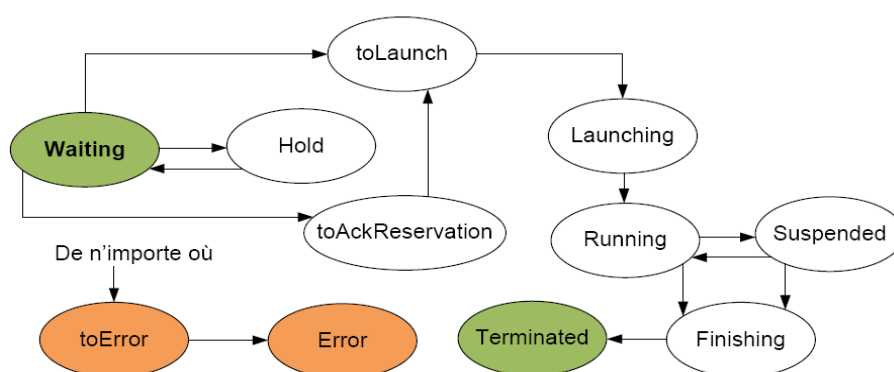 toLaunch
Waiting
Hold
Launching
toAckReservation
Running
Suspended
De n'importe où
toError
Error
Terminated
Finishing